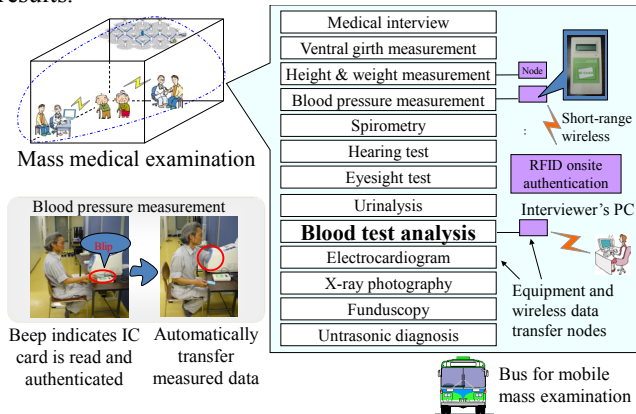 results.
Medical interview
Ventral girth measurement
Height & weight measurement
Node
Blood pressure measurement
Spirometry
:
Short-range
wireless
Hearing test
Eyesight test
RFID onsite
authentication
Mass medical examination
Urinalysis
Interviewer's PC
Blood test analysis
Electrocardiogram
X-ray photography
Funduscopy
Untrasonic diagnosis
Equipment and
wireless data
transfer nodes
Blood pressure measurement
Blip
Beep indicates IC
card is read and
authenticated
Automatically
transfer
measured data
Bus for mobile
mass examination